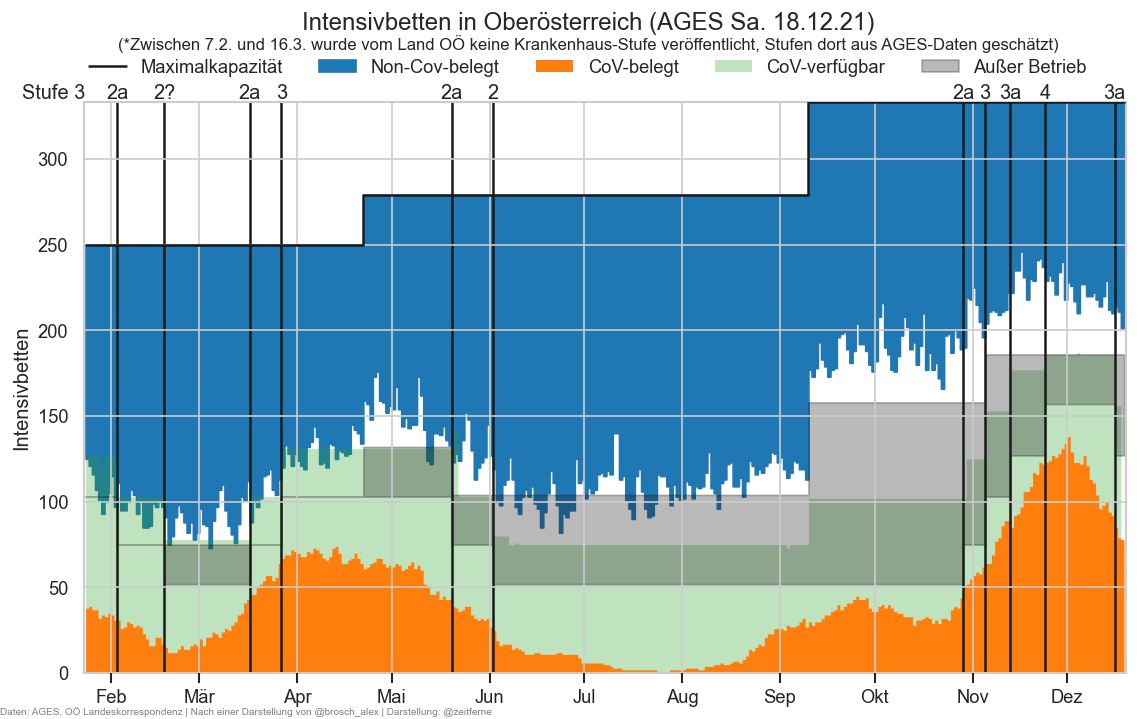 Intensivbetten in Oberösterreich (AGES Sa. 18.12.21)
(*Zwischen 7.2. und 16.3. wurde vom Land OÖ keine Krankenhaus-Stufe veröffentlicht, Stufen dort aus AGES-Daten geschätzt)
Maximalkapazität Non-Cov-belegt CoV-belegt CoV-verfügbar Außer Betrieb
Stufe 3 2a 2? 2a 3 2a 2 2a 3 3a 4 3a
300
250
200
150
100
50
0
Intensivbetten
Feb Mär Apr Mai Jun Jul Aug Sep Okt Nov Dez
Daten: AGES, OÖ Landeskorrespondenz | Nach einer Darstellung von @brosch_alex | Darstellung: @zeitferne